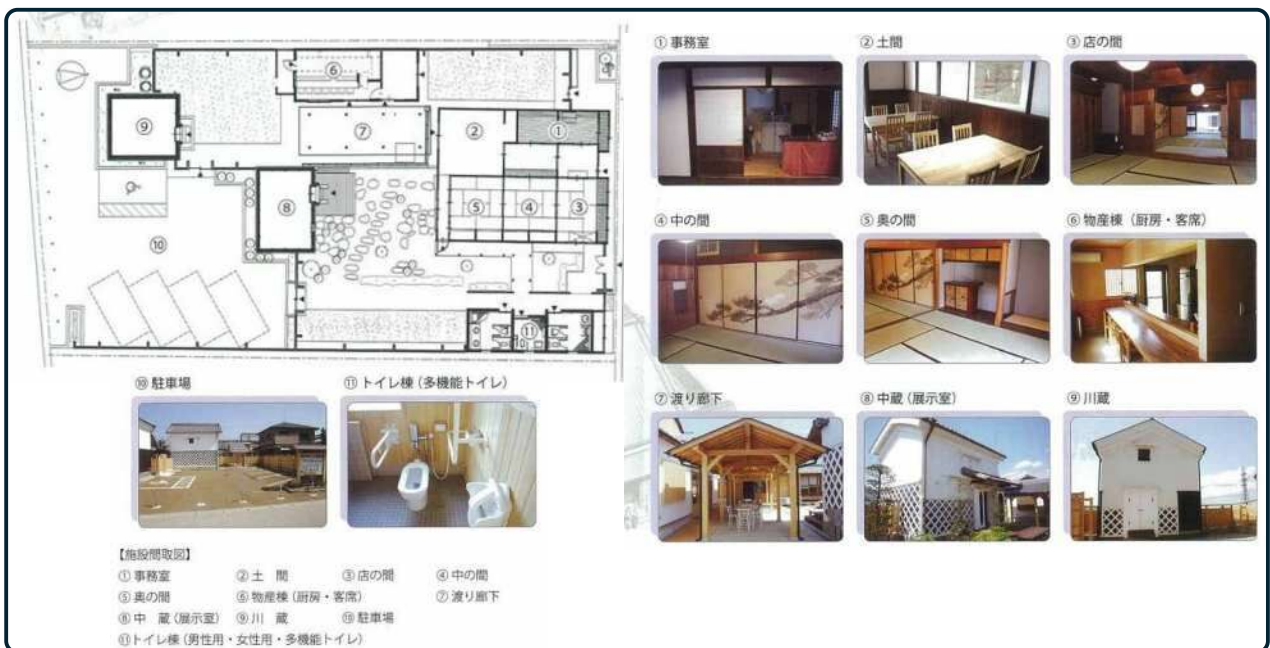 ① 事務室
② 土間
③ 店の間
④ 中の間
⑤ 奥の間
⑥ 物産棟（厨房・客席）
⑦ 渡り廊下
⑧ 中蔵（展示室）
⑨ 川蔵
⑥
⑨
⑦
②
①
⑧
⑤
④
③
⑩
⑪
⑩ 駐車場
⑪ トイレ棟（多機能トイレ）
【施設間取図】
① 事務室 ② 土 間 ③ 店の間 ④ 中の間
⑤ 奥の間 ⑥ 物産棟（厨房・客席） ⑦ 渡り廊下
⑧ 中 蔵（展示室） ⑨ 川 蔵 ⑩ 駐車場
⑪トイレ棟（男性用・女性用・多機能トイレ）